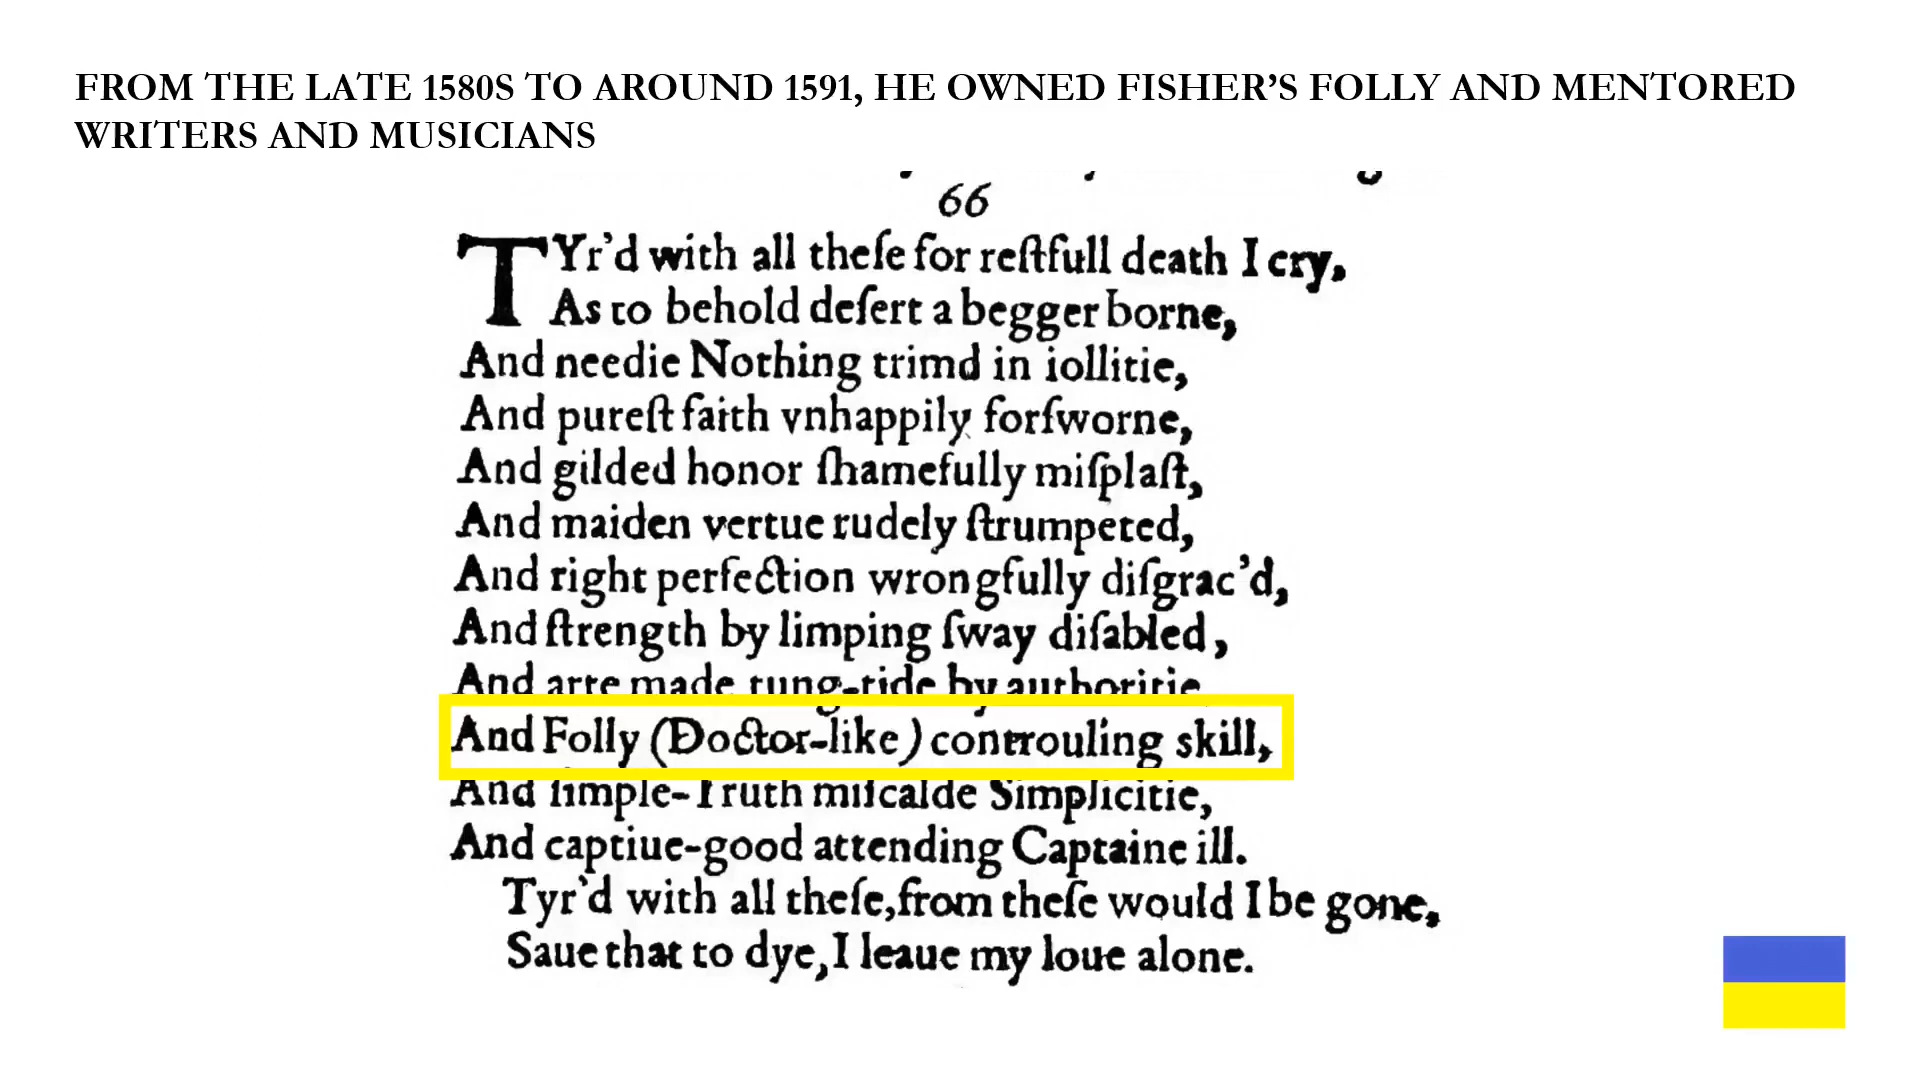 FROM THE LATE 1580S TO AROUND 1591, HE OWNED FISHER’S FOLLY AND MENTORED
WRITERS AND MUSICIANS
66
TYr’d with all theſe for reſtfull death I cry,
As to behold deſert a begger borne,
And needie Nothing trimd in iollitie,
And pureſt faith vnhappily forſworne,
And gilded honor ſhamefully miſplaſt,
And maiden vertue rudely ſtrumpeted,
And right perfection wrongfully diſgrac’d,
And ſtrength by limping ſway diſabled,
And arte made tung-tide by authoritie
And Folly (Doctor-like) controuling skill,
And ſimple-Truth miſcalde Simplicitie,
And captiue-good attending Captaine ill.
Tyr’d with all theſe, from theſe would I be gone,
Saue that to dye, I leaue my loue alone.